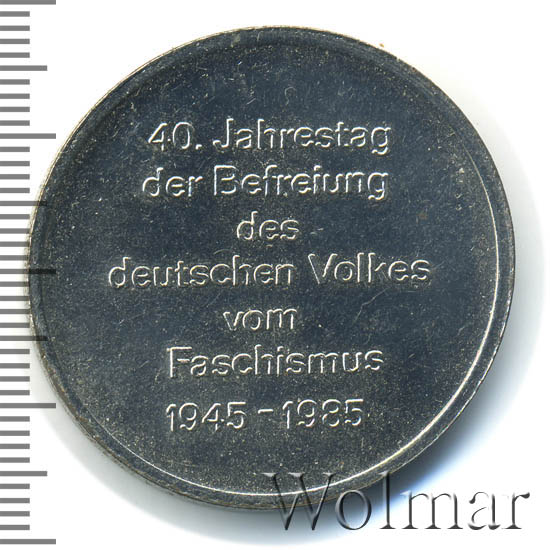 40. Jahrestag
der Befreiung
des
deutschen Volkes
vom
Faschismus
1945 - 1985
Wolmar